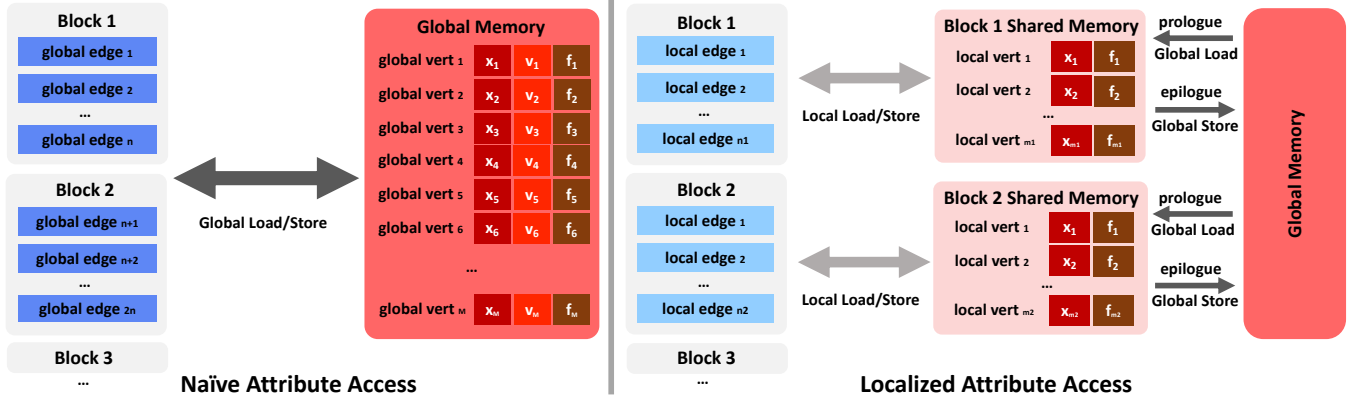 Block 1
global edge 1
global edge 2
...
global edge n
Block 2
global edge n+1
global edge n+2
...
global edge 2n
Block 3
...
Global Load/Store
Global Memory
global vert 1 x1 v1 f1
global vert 2 x2 v2 f2
global vert 3 x3 v3 f3
global vert 4 x4 v4 f4
global vert 5 x5 v5 f5
global vert 6 x6 v6 f6
...
global vert M xM vM fM
Naïve Attribute Access
Block 1
local edge 1
local edge 2
...
local edge n1
Block 2
local edge 1
local edge 2
...
local edge n2
Block 3
...
Local Load/Store
Local Load/Store
Block 1 Shared Memory
local vert 1 x1 f1
local vert 2 x2 f2
...
local vert m1 xm1 fm1
Block 2 Shared Memory
local vert 1 x1 f1
local vert 2 x2 f2
...
local vert m2 xm2 fm2
prologue
Global Load
epilogue
Global Store
prologue
Global Load
epilogue
Global Store
Global Memory
Localized Attribute Access